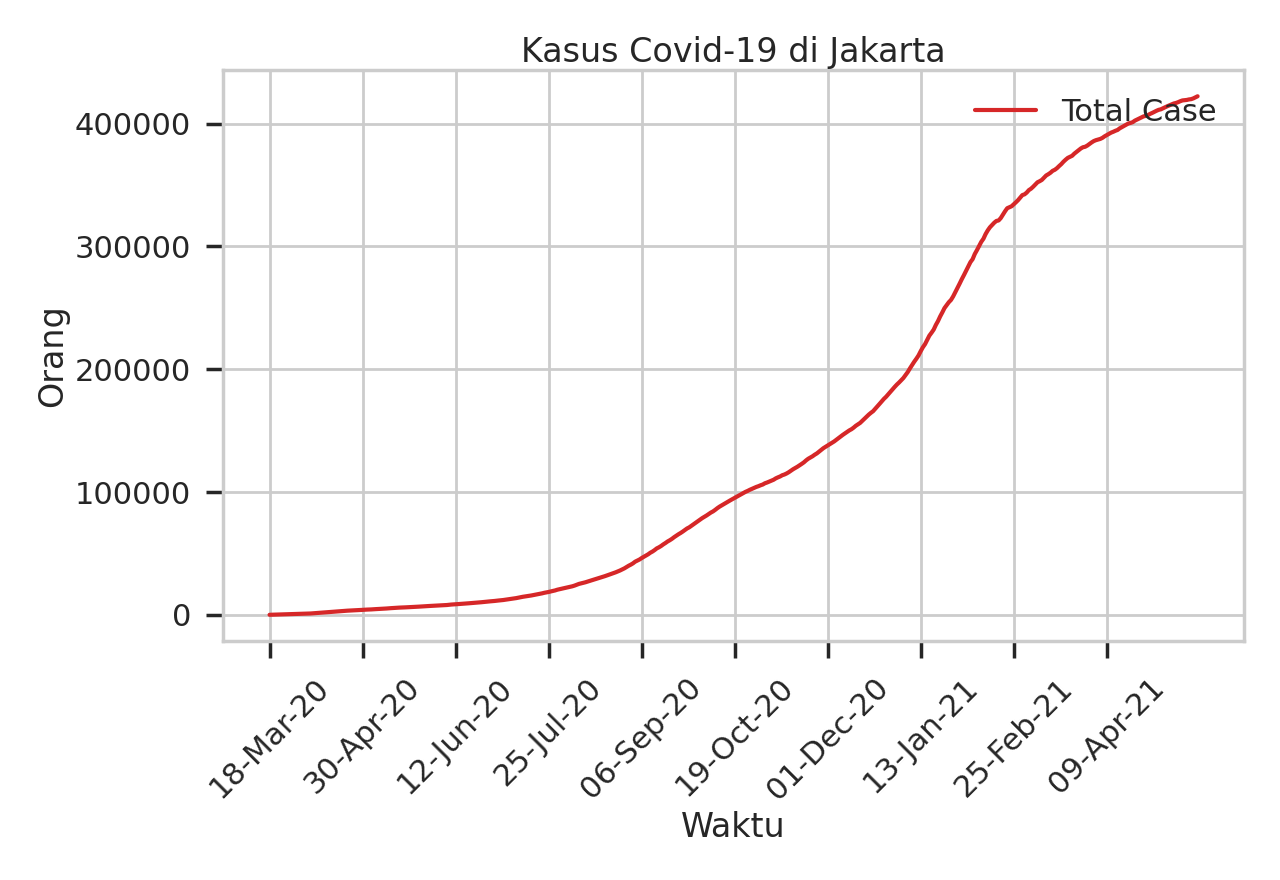 Kasus Covid-19 di Jakarta
Total Case
400000
300000
200000
100000
0
Orang
18-Mar-20
30-Apr-20
12-Jun-20
25-Jul-20
06-Sep-20
19-Oct-20
01-Dec-20
13-Jan-21
25-Feb-21
09-Apr-21
Waktu